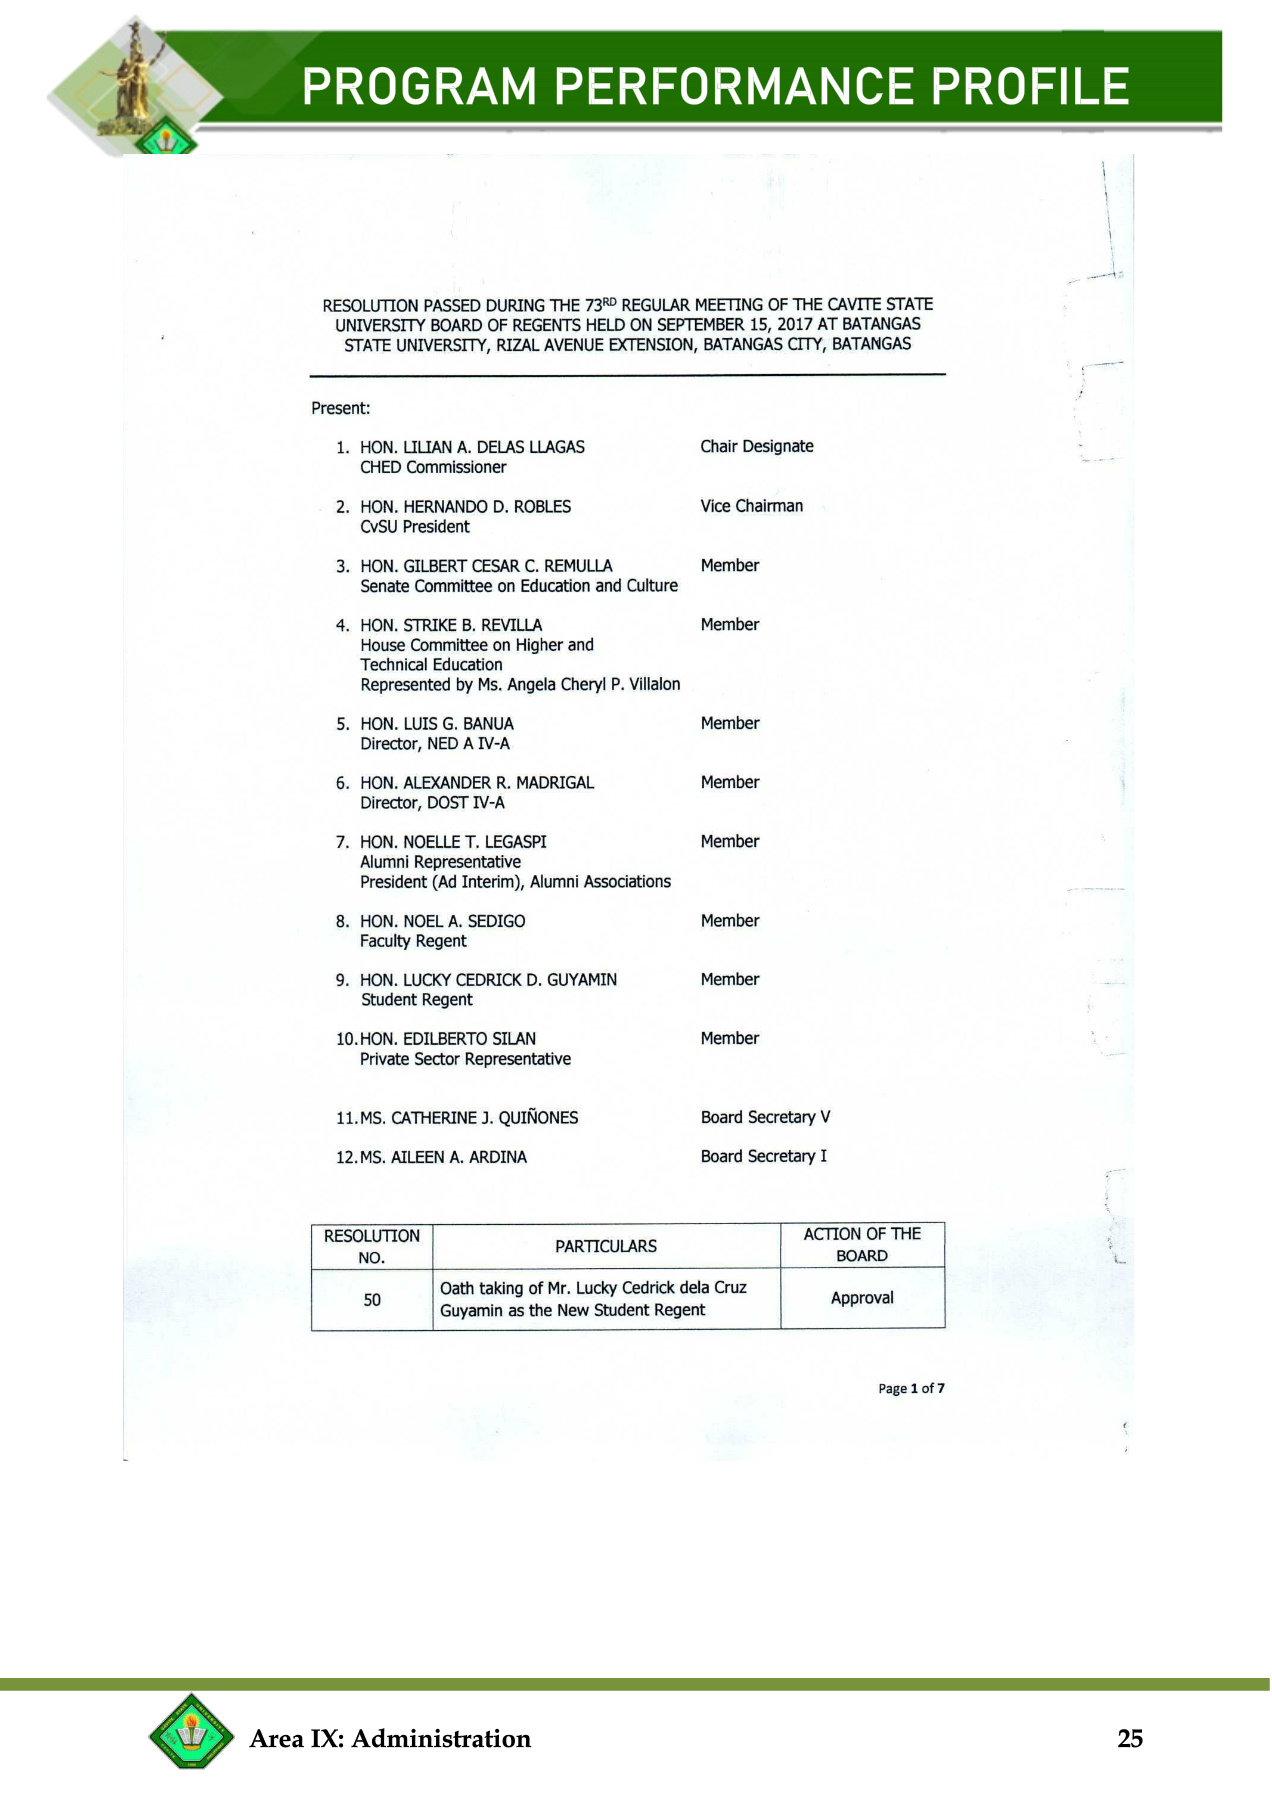 PROGRAM PERFORMANCE PROFILE
RESOLUTION PASSED DURING THE 73RD REGULAR MEETING OF THE CAVITE STATE
UNIVERSITY BOARD OF REGENTS HELD ON SEPTEMBER 15, 2017 AT BATANGAS
STATE UNIVERSITY, RIZAL AVENUE EXTENSION, BATANGAS CITY, BATANGAS
Present:
1. HON. LILIAN A. DELAS LLAGAS Chair Designate
CHED Commissioner
2. HON. HERNANDO D. ROBLES Vice Chairman
CvSU President
3. HON. GILBERT CESAR C. REMULLA Member
Senate Committee on Education and Culture
4. HON. STRIKE B. REVILLA Member
House Committee on Higher and
Technical Education
Represented by Ms. Angela Cheryl P. Villalon
5. HON. LUIS G. BANUA Member
Director, NED A IV-A
6. HON. ALEXANDER R. MADRIGAL Member
Director, DOST IV-A
7. HON. NOELLE T. LEGASPI Member
Alumni Representative
President (Ad Interim), Alumni Associations
8. HON. NOEL A. SEDIGO Member
Faculty Regent
9. HON. LUCKY CEDRICK D. GUYAMIN Member
Student Regent
10. HON. EDILBERTO SILAN Member
Private Sector Representative
11. MS. CATHERINE J. QUIÑONES Board Secretary V
12. MS. AILEEN A. ARDINA Board Secretary I
RESOLUTION
NO.
PARTICULARS
ACTION OF THE
BOARD
50
Oath taking of Mr. Lucky Cedrick dela Cruz
Guyamin as the New Student Regent
Approval
Page 1 of 7
Area IX: Administration 25